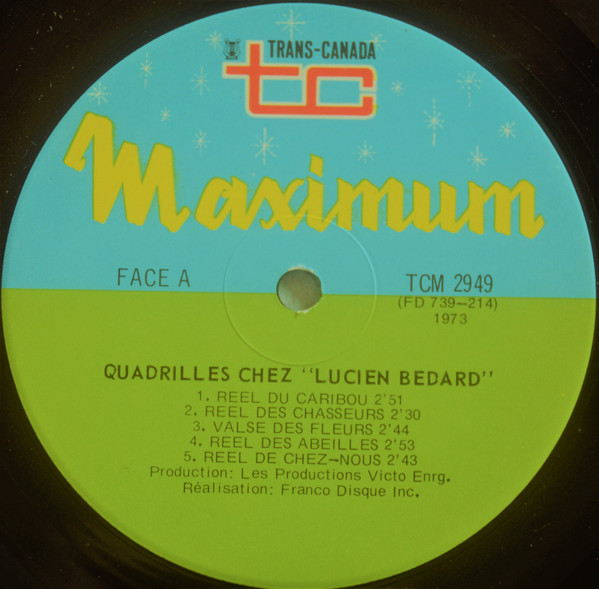 TRANS-CANADA
tc
Maximum
FACE A
TCM 2949
(FD 739-214)
1973
QUADRILLES CHEZ "LUCIEN BEDARD"
1. REEL DU CARIBOU 2'51
2. REEL DES CHASSEURS 2'30
3. VALSE DES FLEURS 2'44
4. REEL DES ABEILLES 2'53
5. REEL DE CHEZ-NOUS 2'43
Production: Les Productions Victo Enrg.
Réalisation: Franco Disque Inc.